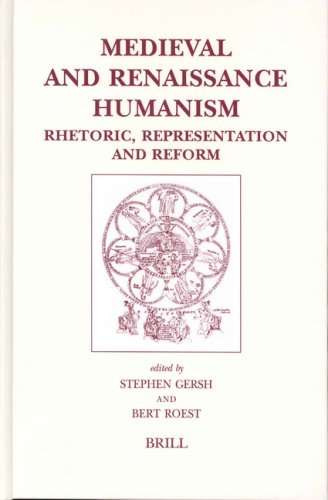 MEDIEVAL
AND RENAISSANCE
HUMANISM
RHETORIC, REPRESENTATION
AND REFORM
edited by
STEPHEN GERSH
AND
BERT ROEST
BRILL